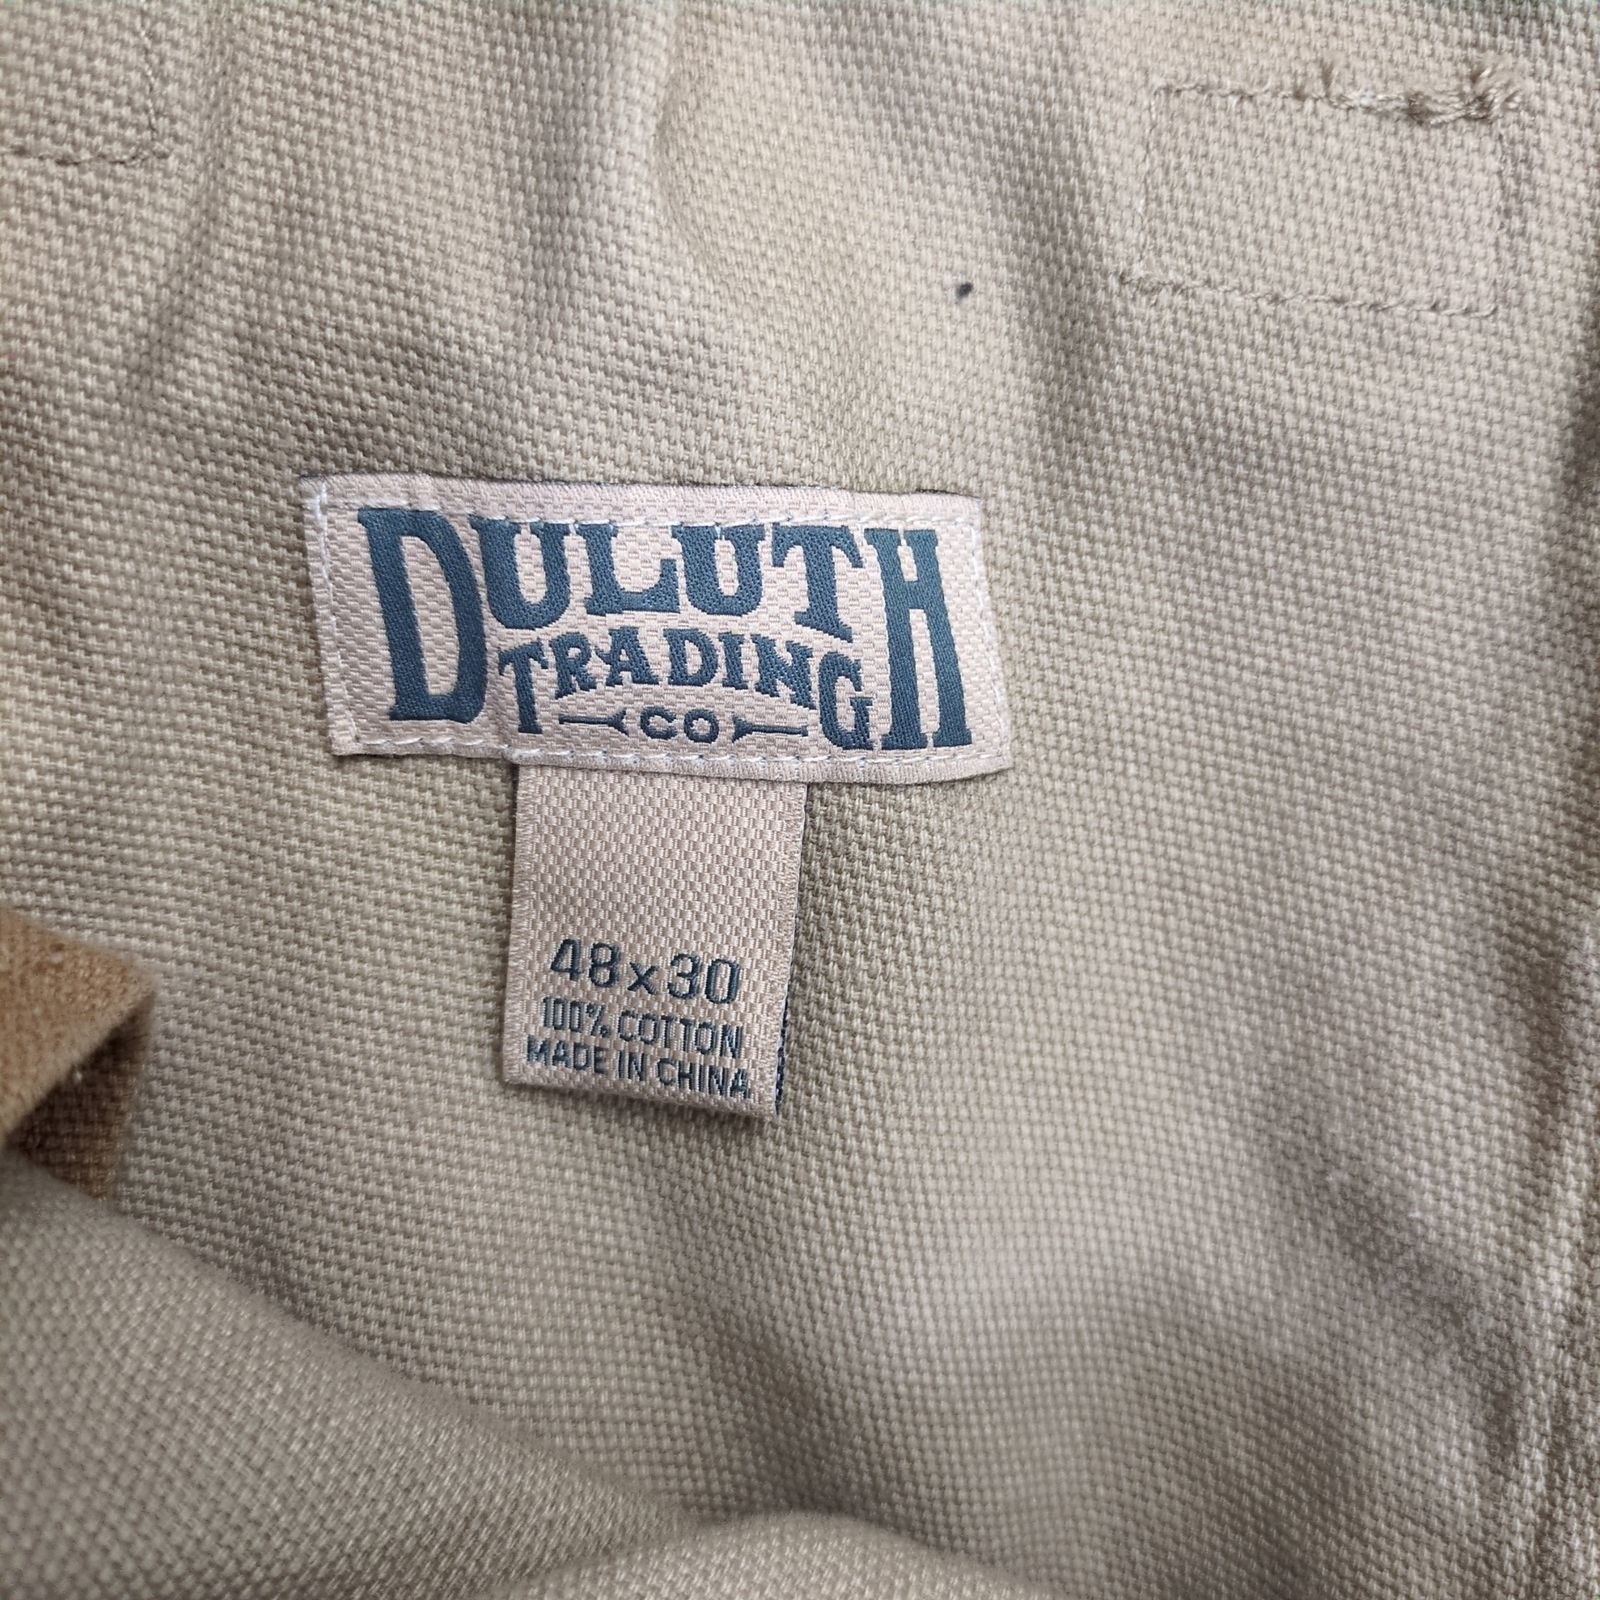 DULUTH
TRADING
CO
48x30
100% COTTON
MADE IN CHINA